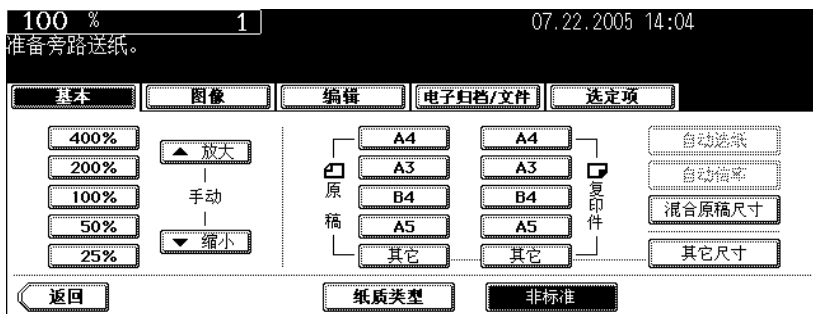 100 % 1 07.22.2005 14:04
准备旁路送纸。
基本 图像 编辑 电子归档/文件 选定项
400% 放大 A4 A4 自动选纸
200% A3 A3 自动倍率
100% 手动 原稿 B4 B4 复印件 混合原稿尺寸
50% 缩小 A5 A5
25% 其它 其它 其它尺寸
返回 纸质类型 非标准